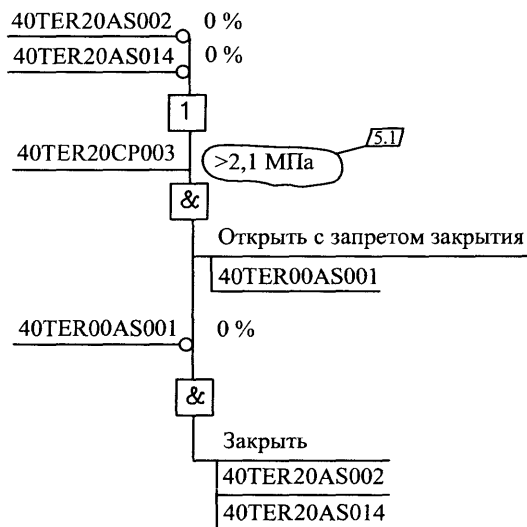 40TER20AS002 0 %
40TER20AS014 0 %
1
5.1
40TER20CP003 >2,1 МПа
&
Открыть с запретом закрытия
40TER00AS001
40TER00AS001 0 %
&
Закрыть
40TER20AS002
40TER20AS014